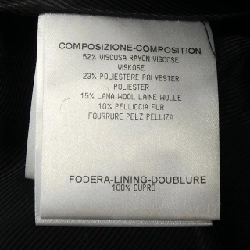 COMPOSIZIONE-COMPOSITION
52% VISCOSA RAYON VISCOSE
VISKOSE
23% POLIESTERE POLYESTER
POLIESTER
15% LANA WOOL LAINE WOLLE
10% PELLICCIA FUR
FOURRURE PELZ PELLIZA
FODERA-LINING-DOUBLURE
100% CUPRO